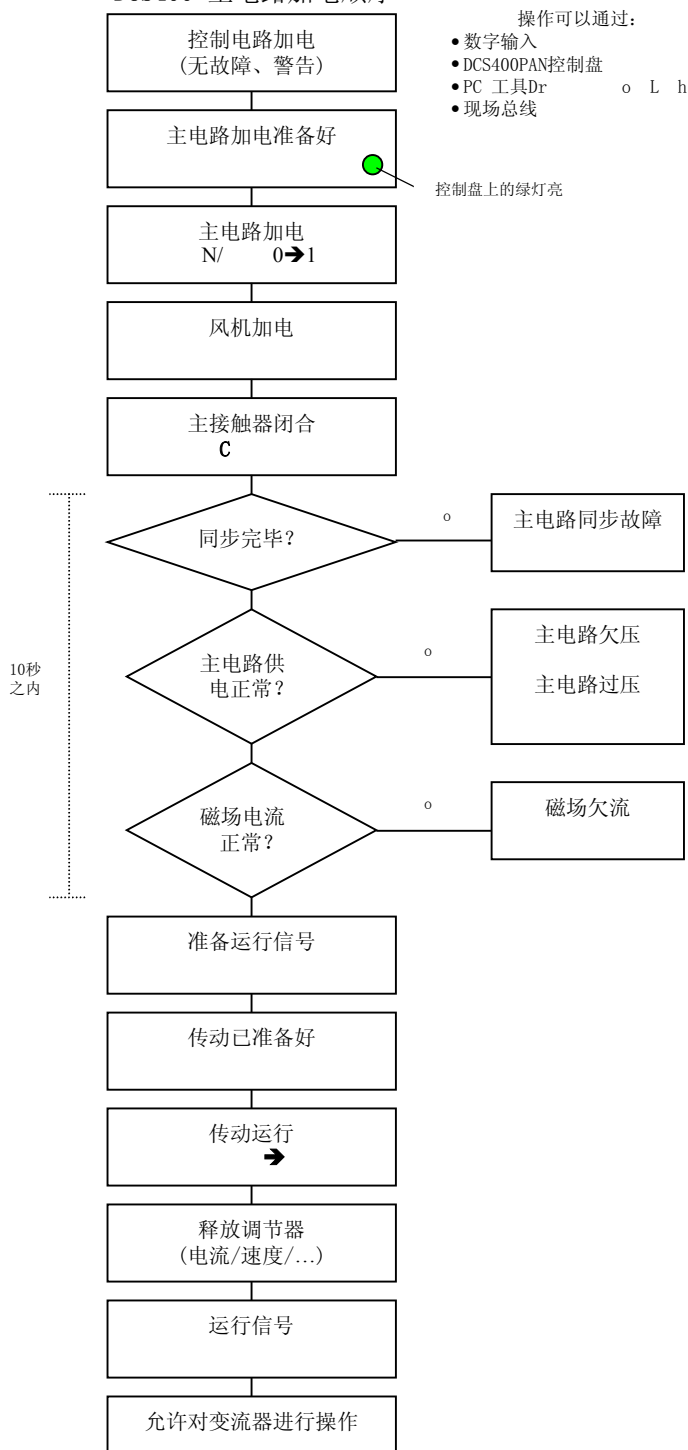 控制电路加电
(无故障、警告)
操作可以通过:
•数字输入
•DCS400PAN控制盘
•PC 工具Dr o L h
•现场总线
主电路加电准备好
控制盘上的绿灯亮
主电路加电
N/ 0➔1
风机加电
主接触器闭合
C
10秒
之内
同步完毕?
o
主电路同步故障
主电路供
电正常?
o
主电路欠压
主电路过压
磁场电流
正常?
o
磁场欠流
准备运行信号
传动已准备好
传动运行
➔
释放调节器
(电流/速度/…)
运行信号
允许对变流器进行操作